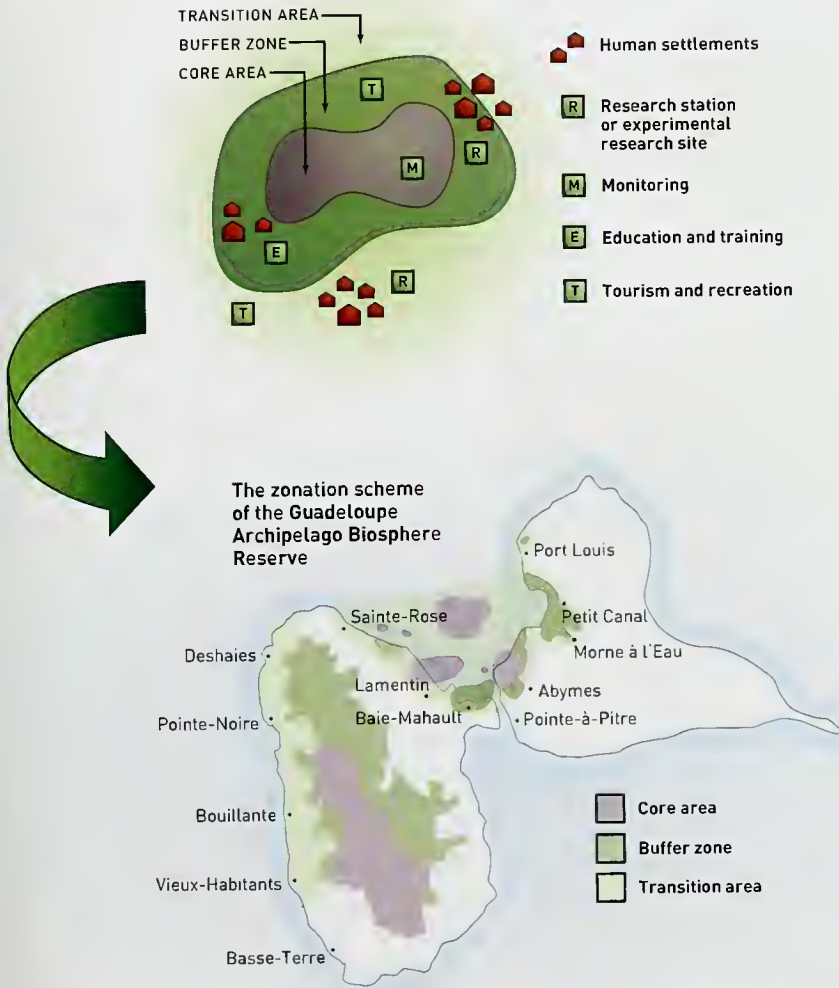 TRANSITION AREA
BUFFER ZONE
CORE AREA
T
R
M
E
R
T
Human settlements
R
Research station
or experimental
research site
M
Monitoring
E
Education and training
T
Tourism and recreation
The zonation scheme
of the Guadeloupe
Archipelago Biosphere
Reserve
Port Louis
Sainte-Rose
Petit Canal
Deshaies
Morne à l'Eau
Lamentin
Abymes
Pointe-Noire
Baie-Mahault
Pointe-à-Pitre
Bouillante
Vieux-Habitants
Basse-Terre
Core area
Buffer zone
Transition area